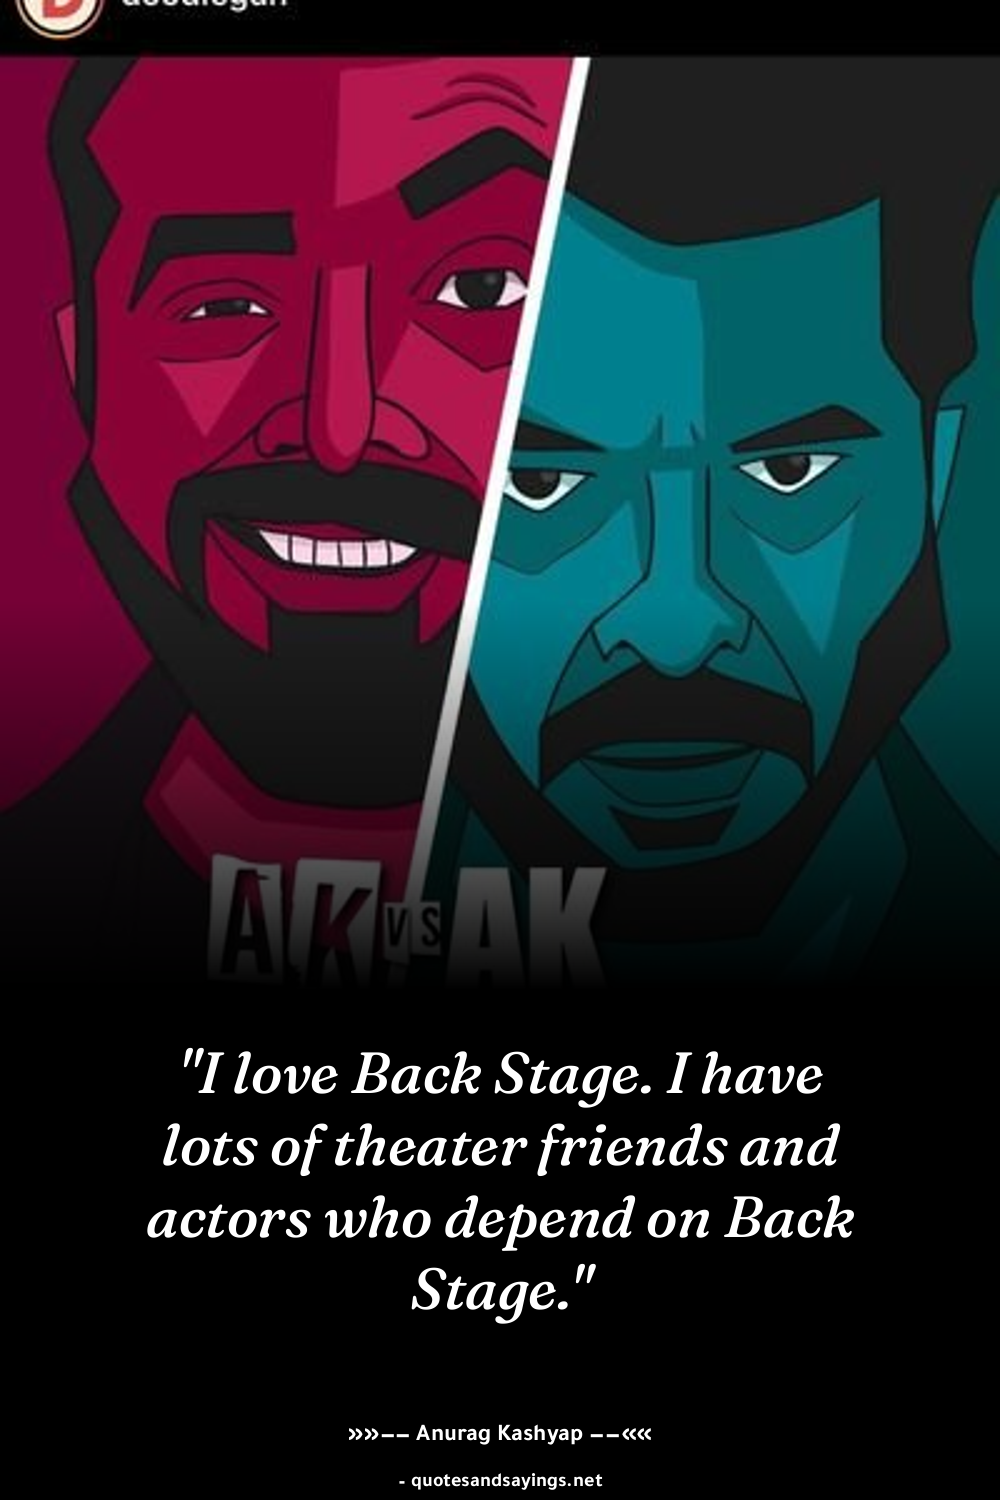 AK VS AK
"I love Back Stage. I have
lots of theater friends and
actors who depend on Back
Stage."
»»−− Anurag Kashyap −−««
- quotesandsayings.net